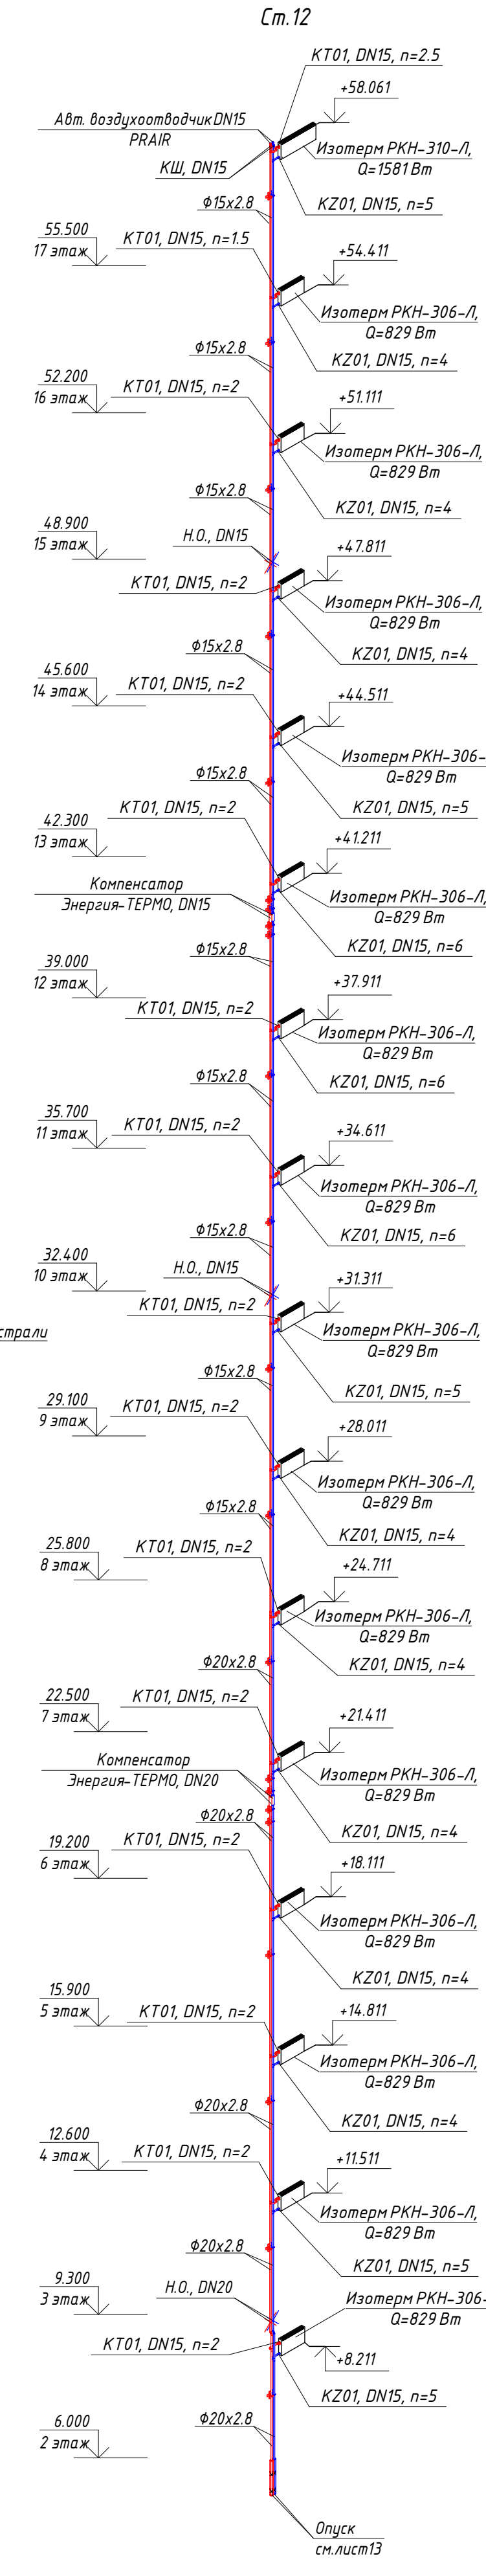 Ст.12
КТ01, DN15, n=2.5
+58.061
Авт. воздухоотводчик DN15
PRAIR
Изотерм РКН-310-Л,
Q=1581 Вт
КШ, DN15
Ф15х2.8
KZ01, DN15, n=5
55.500
17 этаж
КТ01, DN15, n=1.5
+54.411
Изотерм РКН-306-Л,
Q=829 Вт
Ф15х2.8
KZ01, DN15, n=4
52.200
16 этаж
КТ01, DN15, n=2
+51.111
Изотерм РКН-306-Л,
Q=829 Вт
Ф15х2.8
KZ01, DN15, n=4
48.900
15 этаж
Н.О., DN15
+47.811
КТ01, DN15, n=2
Изотерм РКН-306-Л,
Q=829 Вт
Ф15х2.8
KZ01, DN15, n=4
45.600
14 этаж
КТ01, DN15, n=2
+44.511
Изотерм РКН-306-
Q=829 Вт
Ф15х2.8
KZ01, DN15, n=5
42.300
13 этаж
КТ01, DN15, n=2
+41.211
Компенсатор
Энергия-ТЕРМО, DN15
Изотерм РКН-306-Л,
Q=829 Вт
Ф15х2.8
KZ01, DN15, n=6
39.000
12 этаж
+37.911
КТ01, DN15, n=2
Изотерм РКН-306-Л,
Q=829 Вт
Ф15х2.8
KZ01, DN15, n=6
35.700
11 этаж
КТ01, DN15, n=2
+34.611
Изотерм РКН-306-Л,
Q=829 Вт
Ф15х2.8
KZ01, DN15, n=6
32.400
10 этаж
Н.О., DN15
+31.311
КТ01, DN15, n=2
страли
Изотерм РКН-306-Л,
Q=829 Вт
Ф15х2.8
KZ01, DN15, n=5
29.100
9 этаж
КТ01, DN15, n=2
+28.011
Изотерм РКН-306-Л,
Q=829 Вт
Ф15х2.8
KZ01, DN15, n=4
25.800
8 этаж
КТ01, DN15, n=2
+24.711
Изотерм РКН-306-Л,
Q=829 Вт
Ф20х2.8
KZ01, DN15, n=4
22.500
7 этаж
КТ01, DN15, n=2
+21.411
Компенсатор
Энергия-ТЕРМО, DN20
Изотерм РКН-306-Л,
Q=829 Вт
Ф20х2.8
KZ01, DN15, n=4
19.200
6 этаж
КТ01, DN15, n=2
+18.111
Изотерм РКН-306-Л,
Q=829 Вт
KZ01, DN15, n=4
15.900
5 этаж
КТ01, DN15, n=2
+14.811
Изотерм РКН-306-Л,
Q=829 Вт
Ф20х2.8
KZ01, DN15, n=4
12.600
4 этаж
КТ01, DN15, n=2
+11.511
Изотерм РКН-306-Л,
Q=829 Вт
Ф20х2.8
KZ01, DN15, n=5
9.300
3 этаж
Н.О., DN20
Изотерм РКН-306-
Q=829 Вт
КТ01, DN15, n=2
+8.211
KZ01, DN15, n=5
6.000
2 этаж
Ф20х2.8
Опуск
см.лист13